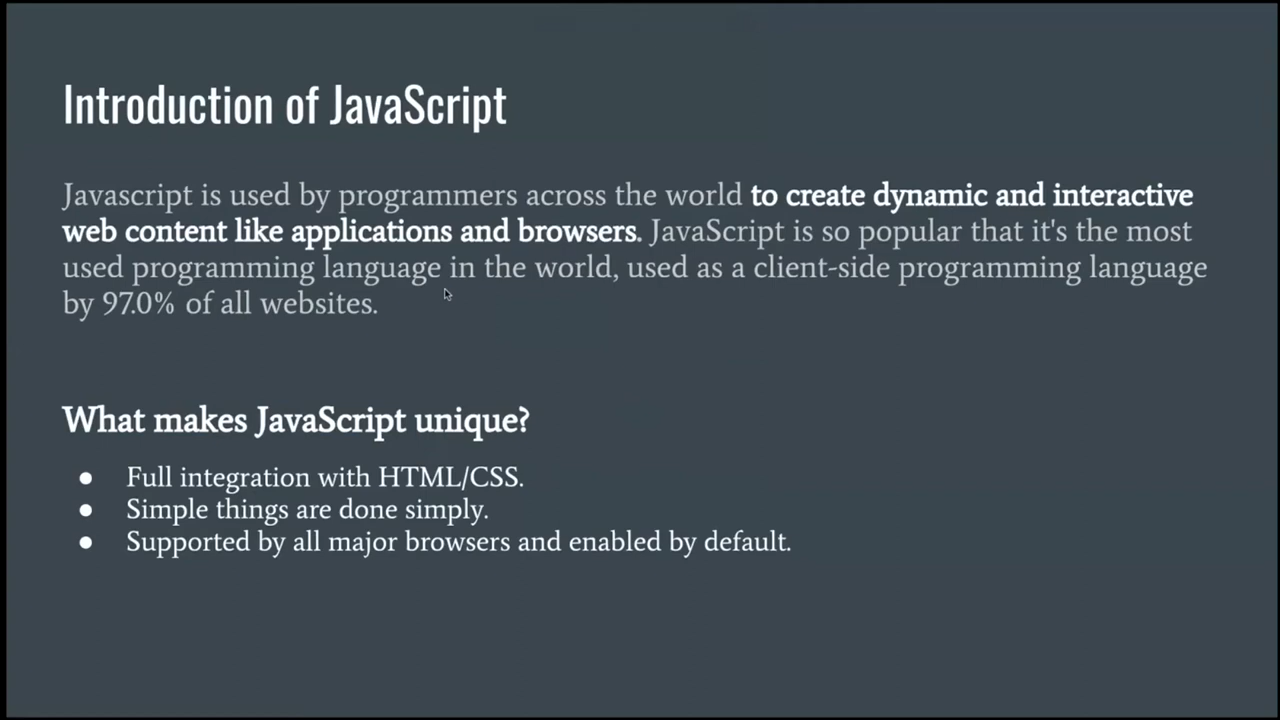 Introduction of JavaScript
Javascript is used by programmers across the world to create dynamic and interactive
web content like applications and browsers. JavaScript is so popular that it's the most
used programming language in the world, used as a client-side programming language
by 97.0% of all websites.
What makes JavaScript unique?
● Full integration with HTML/CSS.
● Simple things are done simply.
● Supported by all major browsers and enabled by default.